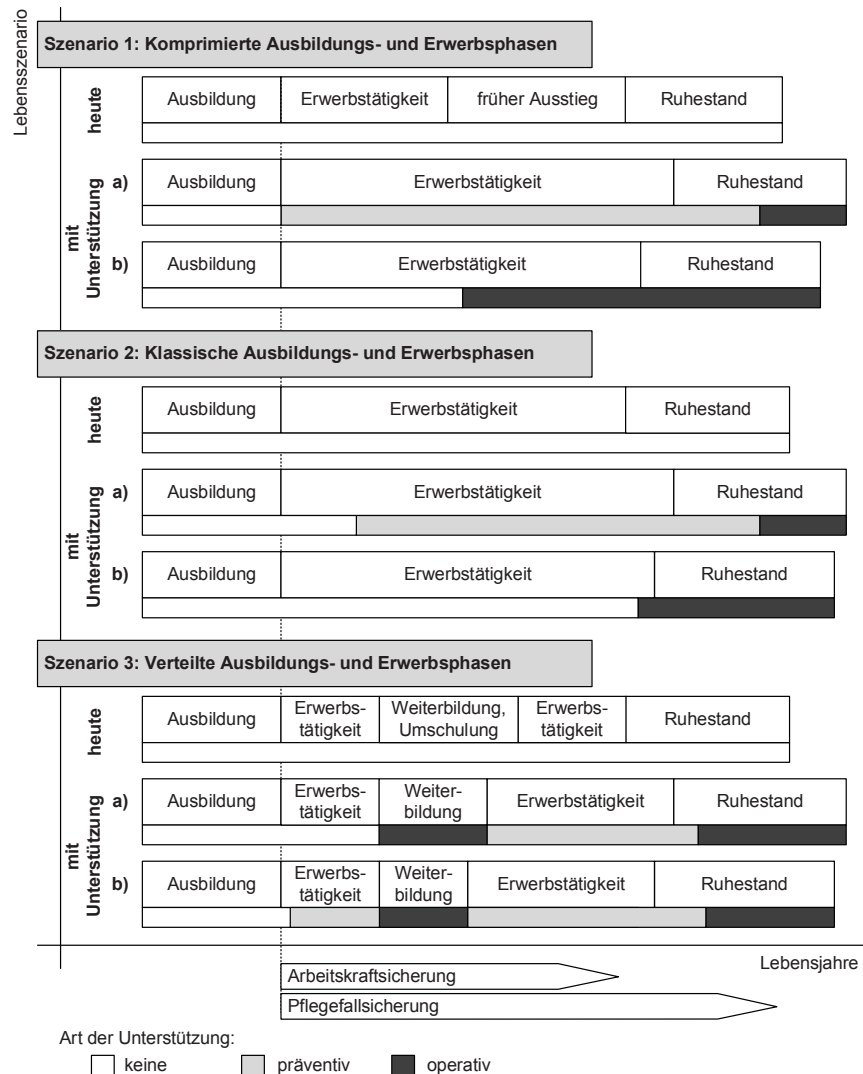 Lebensszenario
Szenario 1: Komprimierte Ausbildungs- und Erwerbsphasen
heute
Ausbildung Erwerbstätigkeit früher Ausstieg Ruhestand
mit
Unterstützung
a) Ausbildung Erwerbstätigkeit Ruhestand
b) Ausbildung Erwerbstätigkeit Ruhestand
Szenario 2: Klassische Ausbildungs- und Erwerbsphasen
heute
Ausbildung Erwerbstätigkeit Ruhestand
mit
Unterstützung
a) Ausbildung Erwerbstätigkeit Ruhestand
b) Ausbildung Erwerbstätigkeit Ruhestand
Szenario 3: Verteilte Ausbildungs- und Erwerbsphasen
heute
Ausbildung
Erwerbs-
tätigkeit
Weiterbildung,
Umschulung
Erwerbs-
tätigkeit
Ruhestand
mit
Unterstützung
a) Ausbildung
Erwerbs-
tätigkeit
Weiter-
bildung
Erwerbstätigkeit Ruhestand
b) Ausbildung
Erwerbs-
tätigkeit
Weiter-
bildung
Erwerbstätigkeit Ruhestand
Lebensjahre
Arbeitskraftsicherung
Pflegefallsicherung
Art der Unterstützung:
keine präventiv operativ